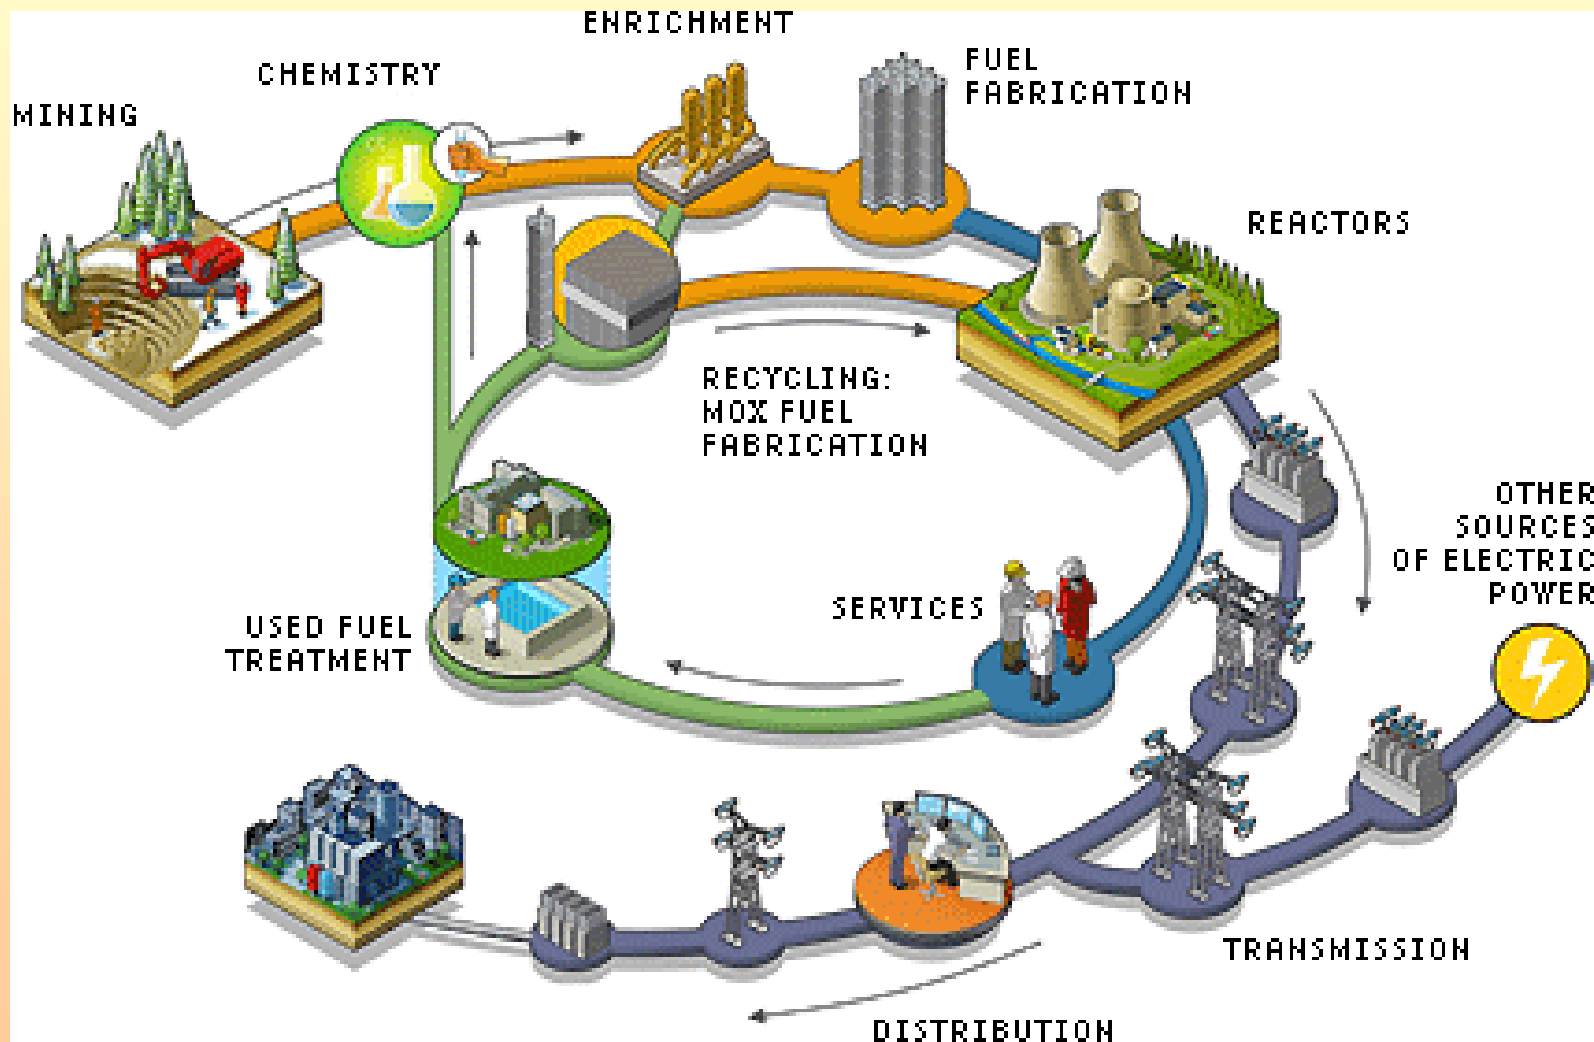 ENRICHMENT
CHEMISTRY
FUEL
FABRICATION
MINING
REACTORS
RECYCLING:
MOX FUEL
FABRICATION
OTHER
SOURCES
OF ELECTRIC
POWER
SERVICES
USED FUEL
TREATMENT
TRANSMISSION
DISTRIBUTION